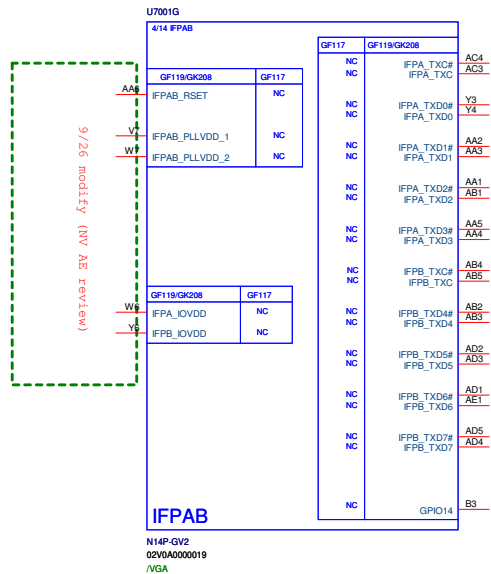 U7001G
4/14 IFPAB
GF119/GK208 GF117
AA6 IFPAB_RSET NC
V7 IFPAB_PLLVDD_1 NC
W7 IFPAB_PLLVDD_2 NC
9/26 modify (NV AE review)
GF119/GK208 GF117
W6 IFPA_IOVDD NC
Y6 IFPB_IOVDD NC
GF117 GF119/GK208
NC IFPA_TXC# AC4
NC IFPA_TXC AC3
NC IFPA_TXD0# Y3
NC IFPA_TXD0 Y4
NC IFPA_TXD1# AA2
NC IFPA_TXD1 AA3
NC IFPA_TXD2# AA1
NC IFPA_TXD2 AB1
NC IFPA_TXD3# AA5
NC IFPA_TXD3 AA4
NC IFPB_TXC# AB4
NC IFPB_TXC AB5
NC IFPB_TXD4# AB2
NC IFPB_TXD4 AB3
NC IFPB_TXD5# AD2
NC IFPB_TXD5 AD3
NC IFPB_TXD6# AD1
NC IFPB_TXD6 AE1
NC IFPB_TXD7# AD5
NC IFPB_TXD7 AD4
NC GPIO14 B3
IFPAB
N14P-GV2
02V0A0000019
/VGA